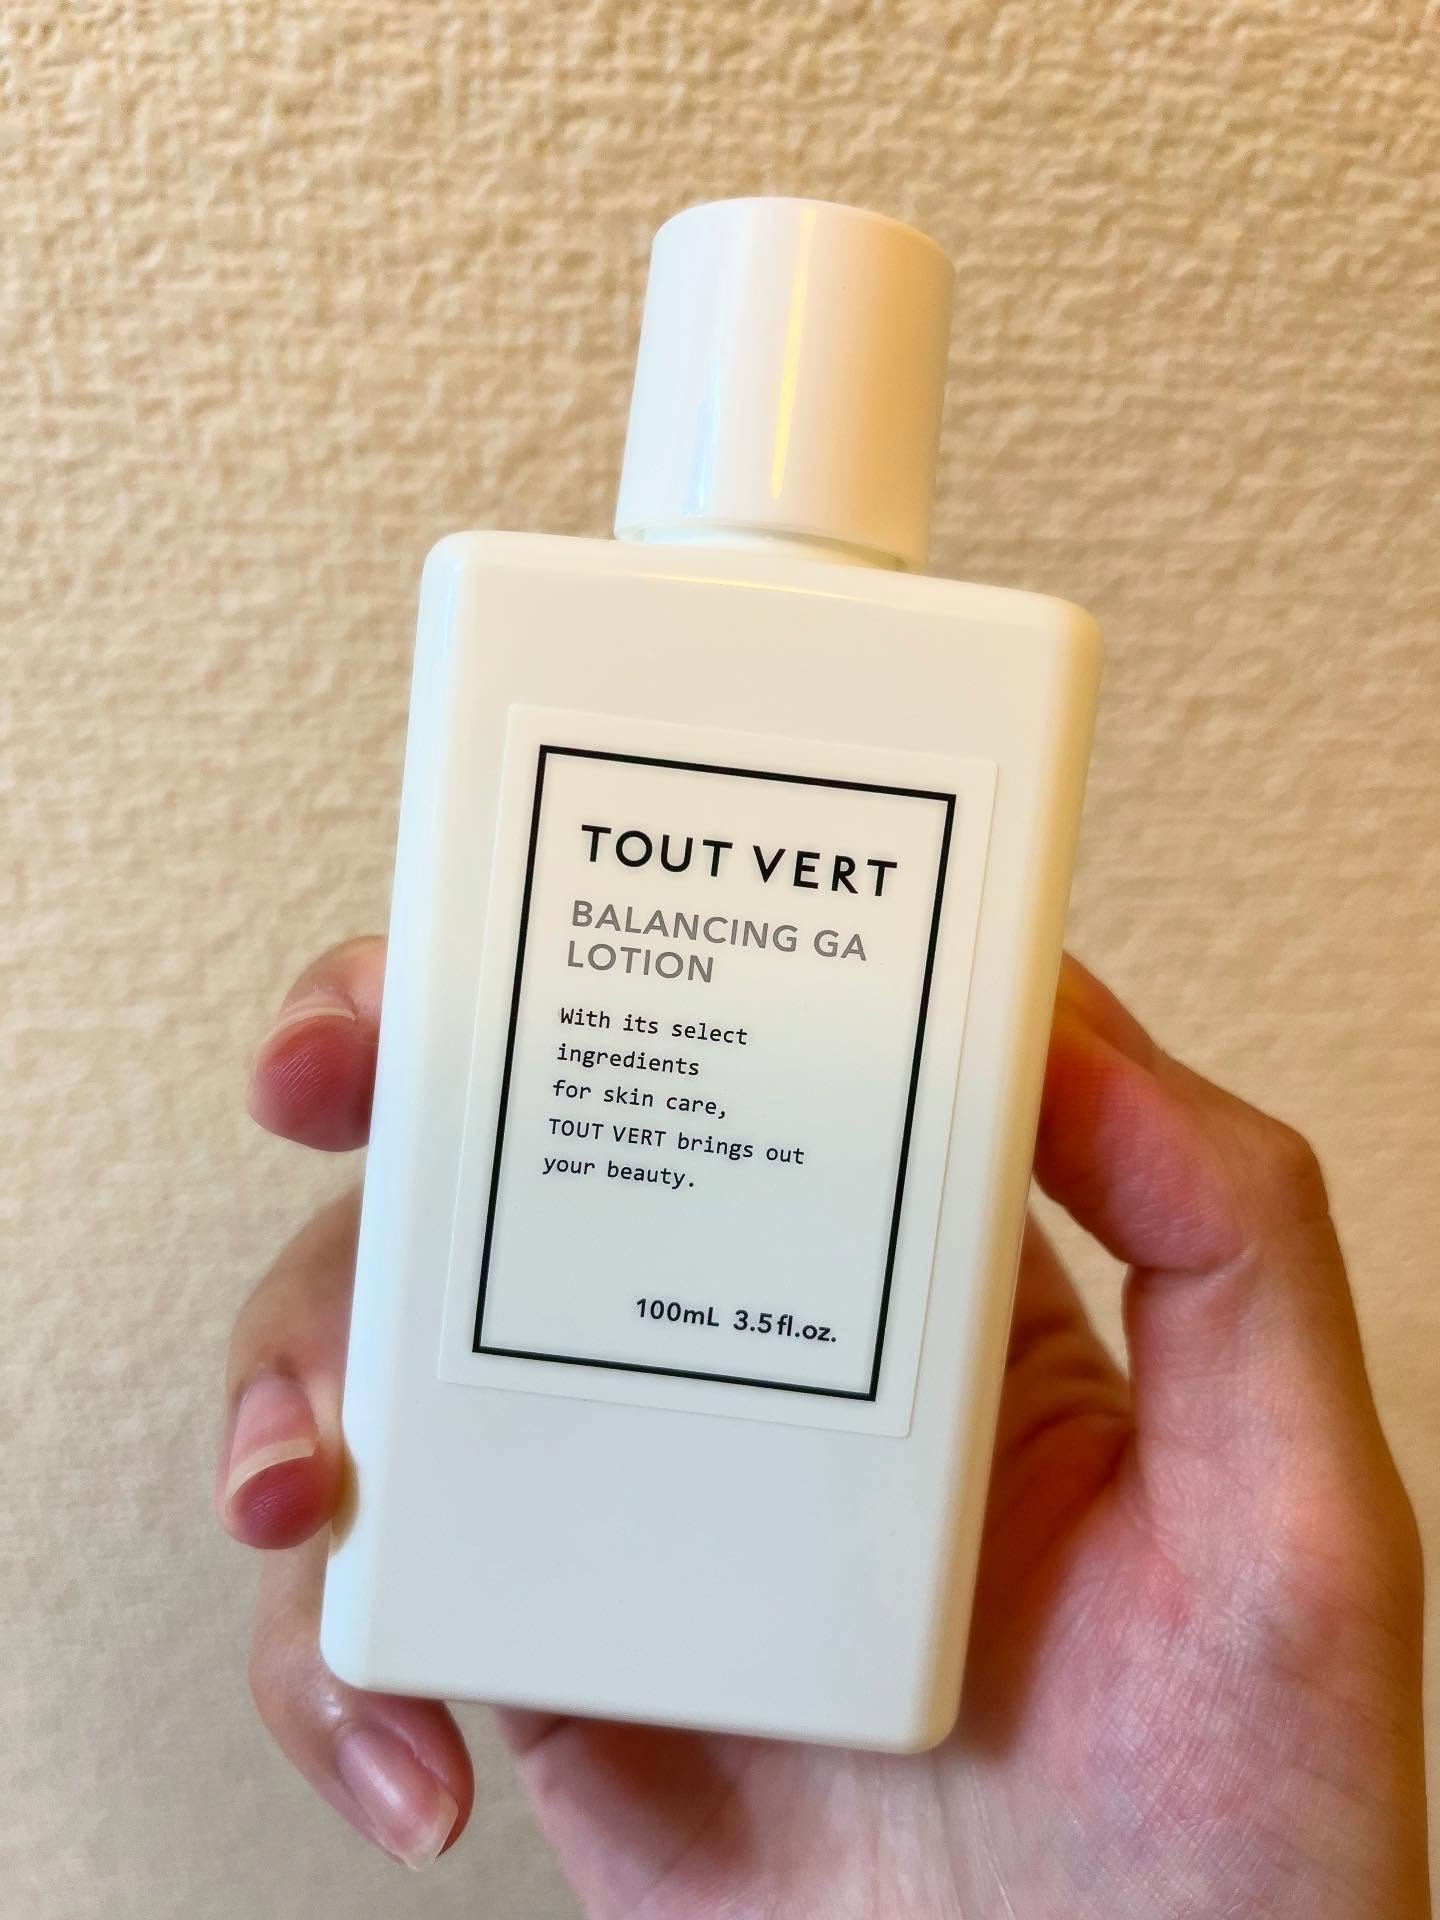 TOUT VERT
BALANCING GA
LOTION
With its select
ingredients
for skin care,
TOUT VERT brings out
your beauty.
100mL 3.5fl.oz.